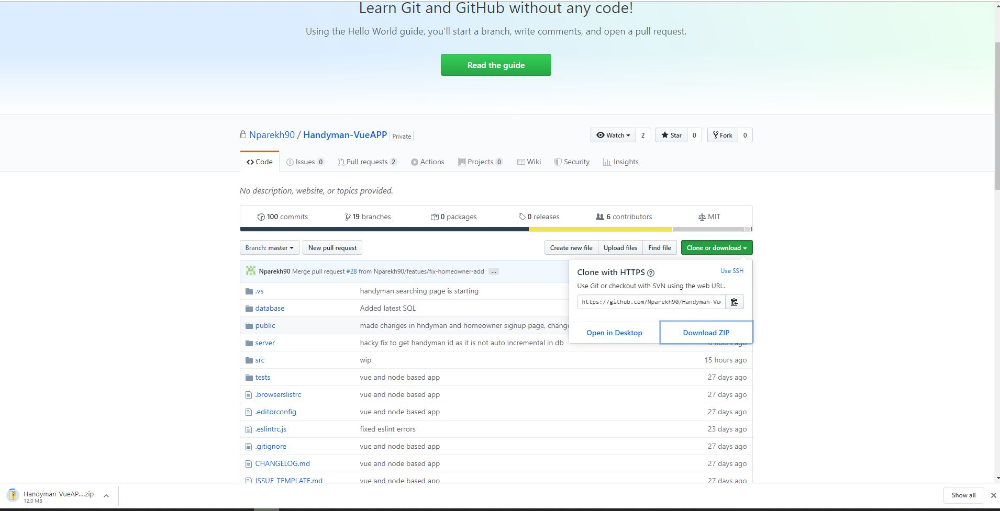 Learn Git and GitHub without any code!
Using the Hello World guide, you’ll start a branch, write comments, and open a pull request.
Read the guide
Nparekh90 / Handyman-VueAPP Private
Watch 2 Star 0 Fork 0
Code Issues 0 Pull requests 2 Actions Projects 0 Wiki Security Insights
No description, website, or topics provided.
100 commits 19 branches 0 packages 0 releases 6 contributors MIT
Branch: master New pull request Create new file Upload files Find file Clone or download
Nparekh90 Merge pull request #28 from Nparekh90/featues/fix-homeowner-add ...
Clone with HTTPS ? Use SSH
Use Git or checkout with SVN using the web URL.
https://github.com/Nparekh90/Handyman-Vu
Open in Desktop Download ZIP
.vs handyman searching page is starting
database Added latest SQL
public made changes in hndyman and homeowner signup page, change
server hacky fix to get handyman id as it is not auto incremental in db hours ago
src wip 15 hours ago
tests vue and node based app 27 days ago
.browserslistrc vue and node based app 27 days ago
.editorconfig vue and node based app 27 days ago
.eslintrc.js fixed eslint errors 23 days ago
.gitignore vue and node based app 27 days ago
CHANGELOG.md vue and node based app 27 days ago
ISSUE_TEMPLATE.md vue and node based app 27 days ago
Handyman-VueAP....zip
12.0 MB
Show all